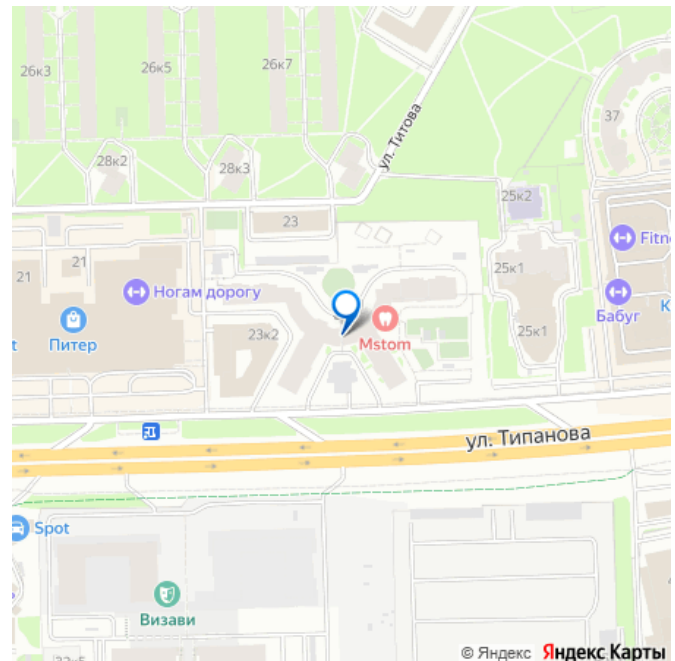 26к3
26к5
26к7
37
ул. Титова
28к2
28к3
25к2
23
Fitne
21
21
25к1
Ногам дорогу
Бабуг
К
Питер
23к2
Mstom
25к1
ул. Типанова
Spot
Визави
© Яндекс Яндекс Карты